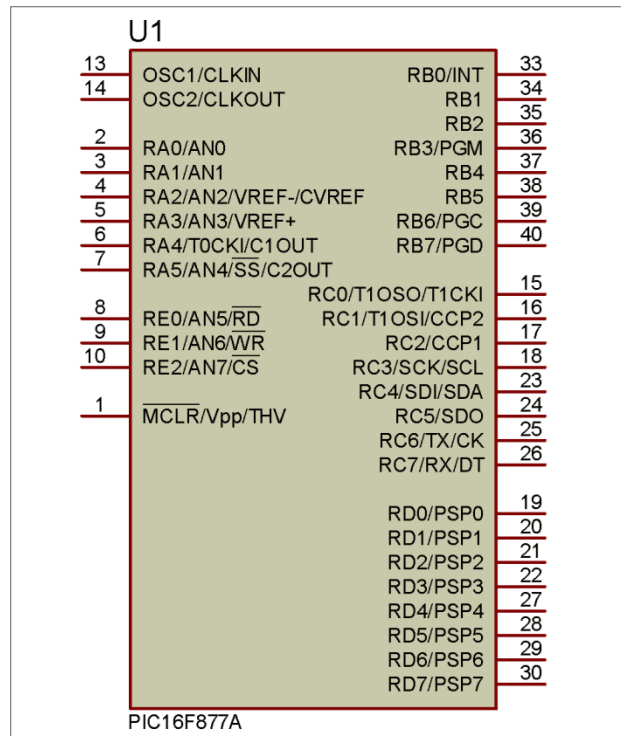 U1
13 OSC1/CLKIN RB0/INT 33
14 OSC2/CLKOUT RB1 34
RB2 35
2 RA0/AN0 RB3/PGM 36
3 RA1/AN1 RB4 37
4 RA2/AN2/VREF-/CVREF RB5 38
5 RA3/AN3/VREF+ RB6/PGC 39
6 RA4/T0CKI/C1OUT RB7/PGD 40
7 RA5/AN4/SS/C2OUT
RC0/T1OSO/T1CKI 15
8 RE0/AN5/RD RC1/T1OSI/CCP2 16
9 RE1/AN6/WR RC2/CCP1 17
10 RE2/AN7/CS RC3/SCK/SCL 18
RC4/SDI/SDA 23
1 MCLR/Vpp/THV RC5/SDO 24
RC6/TX/CK 25
RC7/RX/DT 26
RD0/PSP0 19
RD1/PSP1 20
RD2/PSP2 21
RD3/PSP3 22
RD4/PSP4 27
RD5/PSP5 28
RD6/PSP6 29
RD7/PSP7 30
PIC16F877A